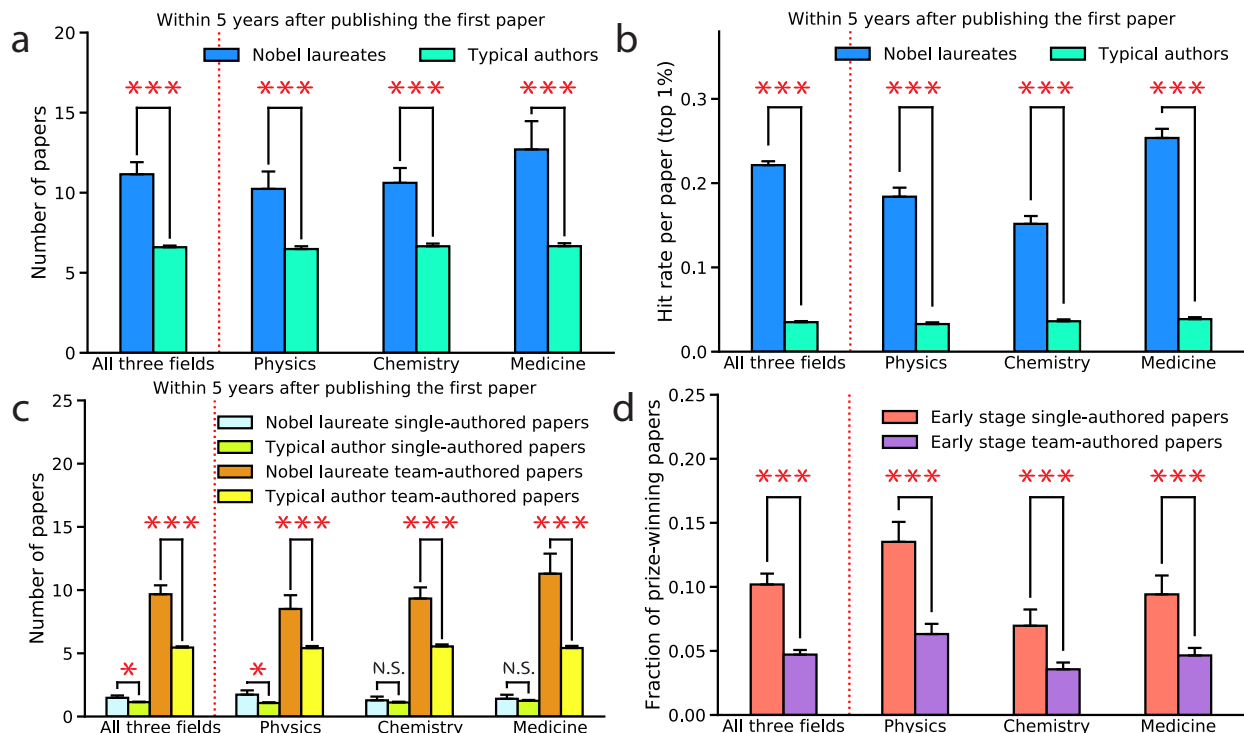 a
Within 5 years after publishing the first paper
Nobel laureates
Typical authors
***
***
***
***
Number of papers
20
15
10
5
0
All three fields
Physics
Chemistry
Medicine
b
Within 5 years after publishing the first paper
Nobel laureates
Typical authors
***
***
***
***
Hit rate per paper (top 1%)
0.3
0.2
0.1
0.0
All three fields
Physics
Chemistry
Medicine
c
Within 5 years after publishing the first paper
Nobel laureate single-authored papers
Typical author single-authored papers
Nobel laureate team-authored papers
Typical author team-authored papers
***
***
***
***
*
*
N.S.
N.S.
Number of papers
25
20
15
10
5
0
All three fields
Physics
Chemistry
Medicine
d
Early stage single-authored papers
Early stage team-authored papers
***
***
***
***
Fraction of prize-winning papers
0.25
0.20
0.15
0.10
0.05
0.00
All three fields
Physics
Chemistry
Medicine